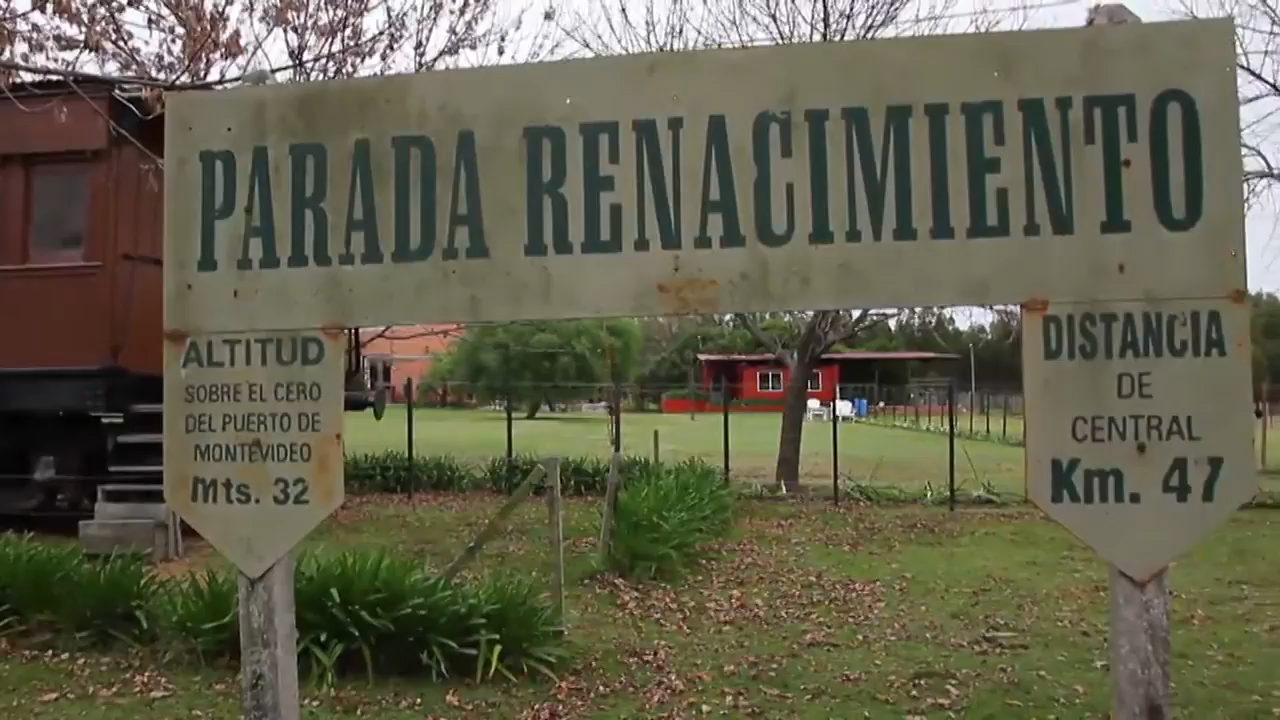 PARADA RENACIMIENTO
ALTITUD
SOBRE EL CERO
DEL PUERTO DE
MONTEVIDEO
Mts. 32
DISTANCIA
DE
CENTRAL
Km. 47